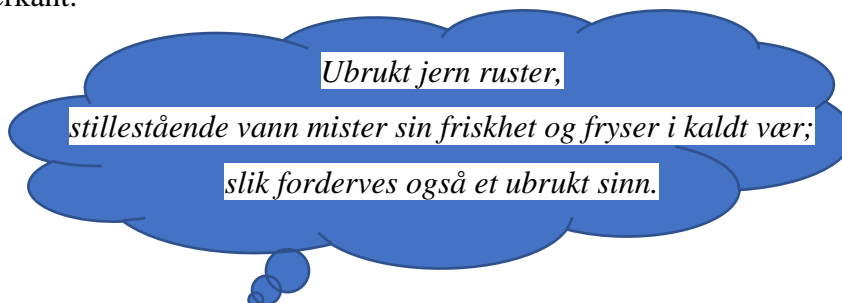 Ubrukt jern ruster,
stillestående vann mister sin friskhet og fryser i kaldt vær;
slik forderves også et ubrukt sinn.